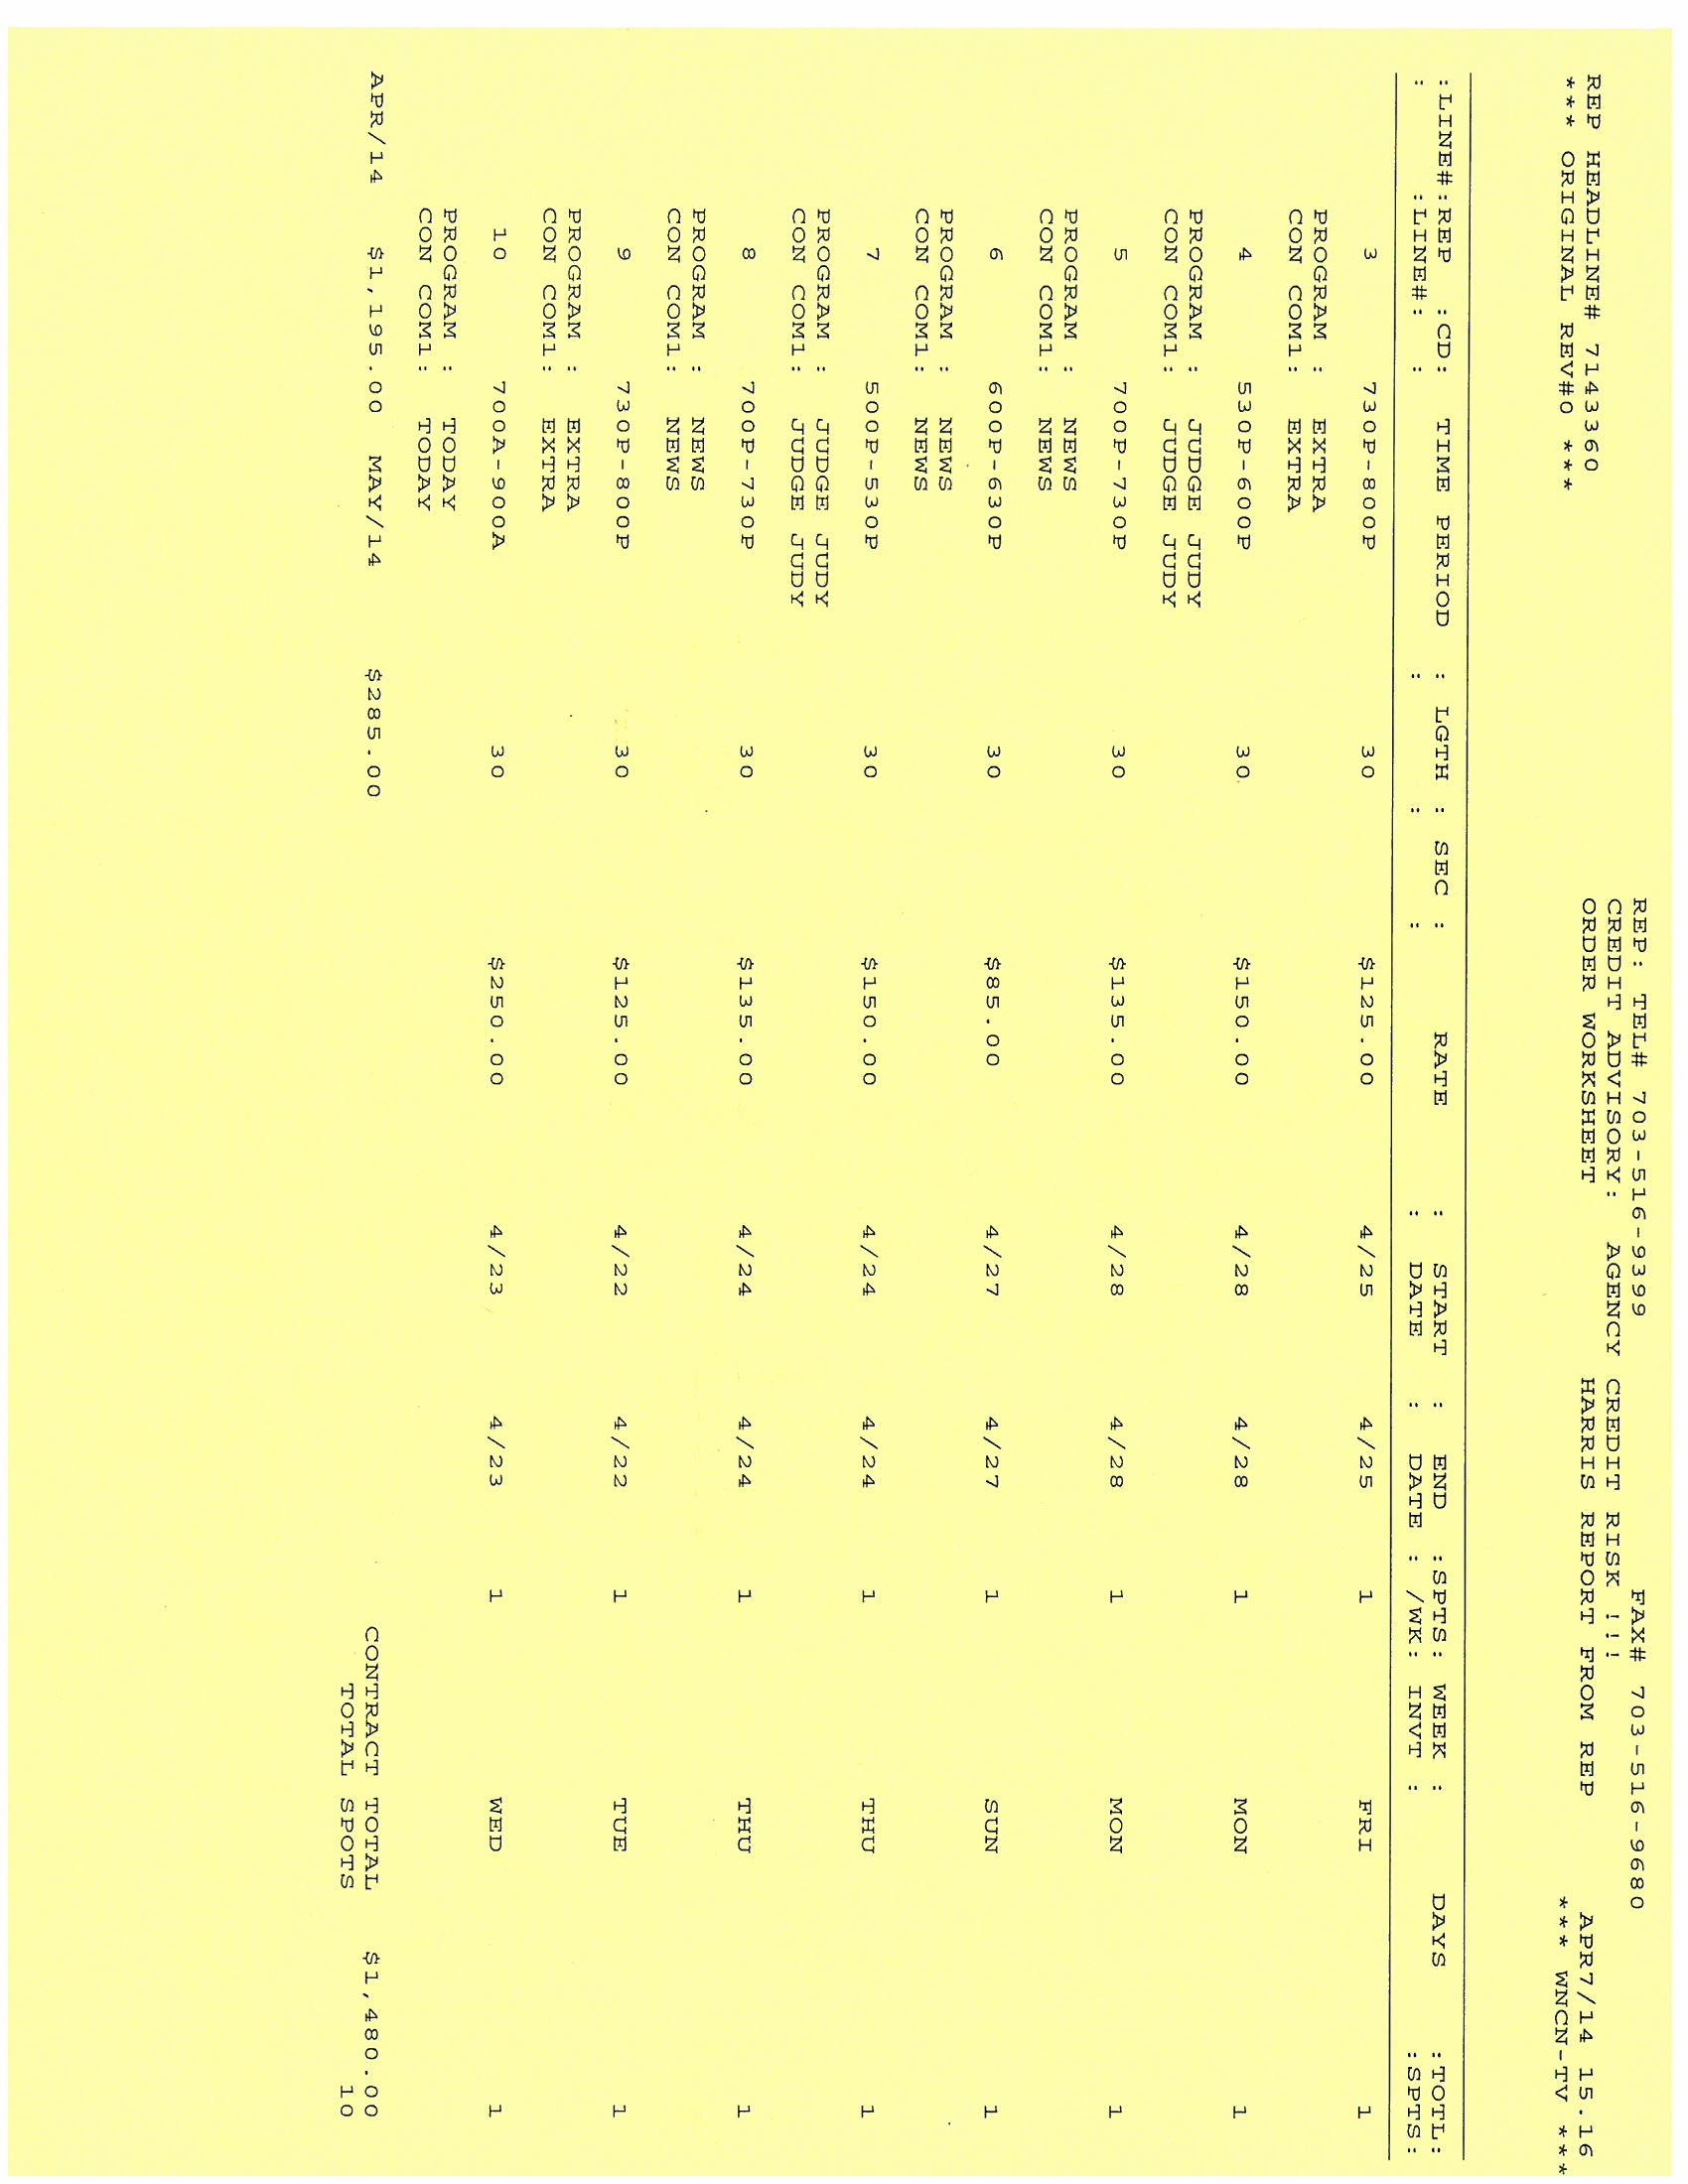 REP: TEL# 703-516-9399 FAX# 703-516-9680
CREDIT ADVISORY: AGENCY CREDIT RISK !!!
REP HEADLINE# 7143360 ORDER WORKSHEET HARRIS REPORT FROM REP APR7/14 15.16
*** ORIGINAL REV#0 *** *** WNCN-TV ***
:LINE#:REP :CD: TIME PERIOD : LGTH : SEC : RATE : START : END :SPTS: WEEK : DAYS :TOTL:
: :LINE#: : : : : : DATE : DATE : /WK: INVT : :SPTS:
3 730P-800P 30 $125.00 4/25 4/25 1 FRI 1
PROGRAM : EXTRA
CON COM1: EXTRA
4 530P-600P 30 $150.00 4/28 4/28 1 MON 1
PROGRAM : JUDGE JUDY
CON COM1: JUDGE JUDY
5 700P-730P 30 $135.00 4/28 4/28 1 MON 1
PROGRAM : NEWS
CON COM1: NEWS
6 600P-630P 30 $85.00 4/27 4/27 1 SUN 1
PROGRAM : NEWS
CON COM1: NEWS
7 500P-530P 30 $150.00 4/24 4/24 1 THU 1
PROGRAM : JUDGE JUDY
CON COM1: JUDGE JUDY
8 700P-730P 30 $135.00 4/24 4/24 1 THU 1
PROGRAM : NEWS
CON COM1: NEWS
9 730P-800P 30 $125.00 4/22 4/22 1 TUE 1
PROGRAM : EXTRA
CON COM1: EXTRA
10 700A-900A 30 $250.00 4/23 4/23 1 WED 1
PROGRAM : TODAY
CON COM1: TODAY
APR/14 $1,195.00 MAY/14 $285.00 CONTRACT TOTAL $1,480.00
TOTAL SPOTS 10